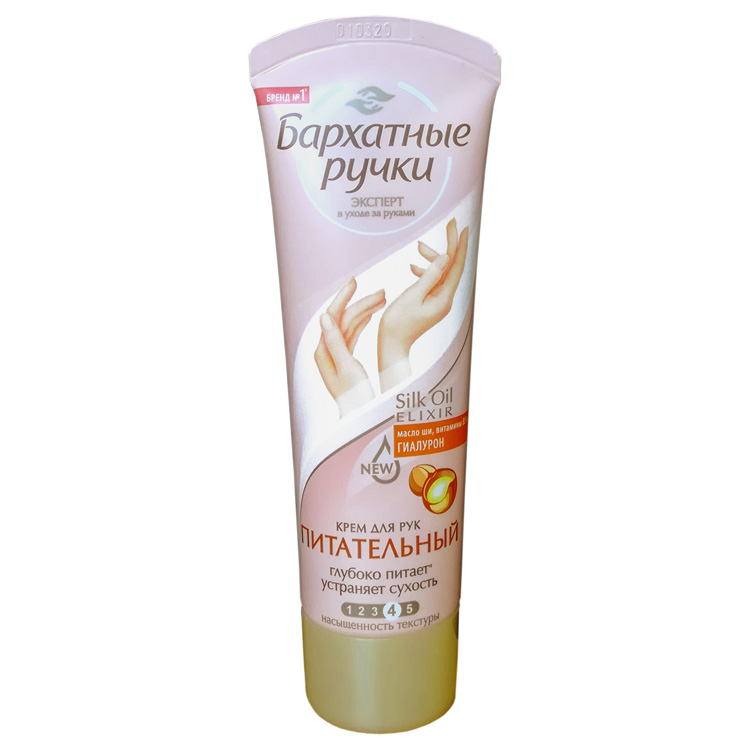 010320
БРЕНД №1
Бархатные
ручки
ЭКСПЕРТ
в уходе за руками
Silk Oil
ELIXIR
масло ши, витамины
ГИАЛУРОН
NEW
КРЕМ ДЛЯ РУК
ПИТАТЕЛЬНЫЙ
глубоко питает
устраняет сухость
1 2 3 4 5
насыщенность текстуры